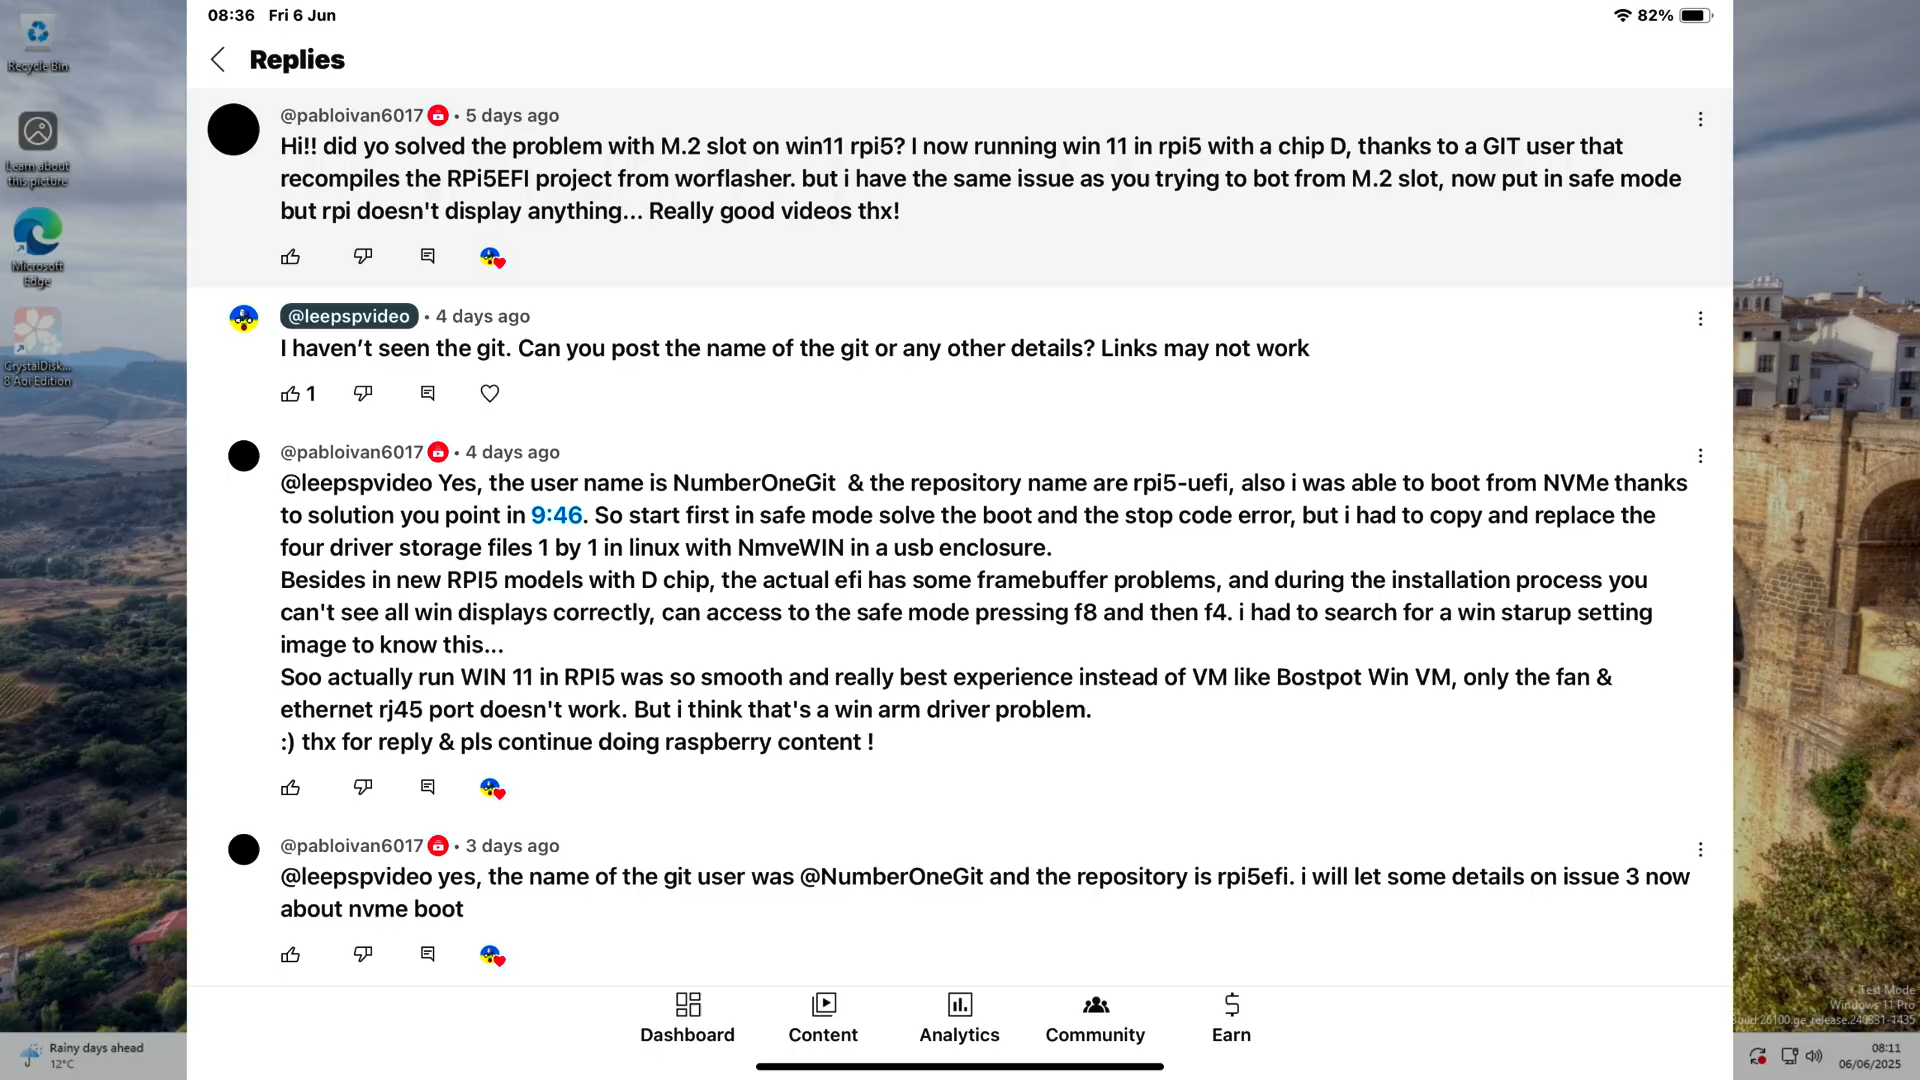 08:36 Fri 6 Jun
82%
Recycle Bin
Replies
@pabloivan6017 • 5 days ago
Hi!! did yo solved the problem with M.2 slot on win11 rpi5? I now running win 11 in rpi5 with a chip D, thanks to a GIT user that
recompiles the RPi5EFI project from worflasher. but i have the same issue as you trying to bot from M.2 slot, now put in safe mode
but rpi doesn't display anything... Really good videos thx!
Learn about
this picture
Microsoft
Edge
@leepspvideo • 4 days ago
I haven’t seen the git. Can you post the name of the git or any other details? Links may not work
1
CrystalDisk...
8 Aoi Edition
@pabloivan6017 • 4 days ago
@leepspvideo Yes, the user name is NumberOneGit & the repository name are rpi5-uefi, also i was able to boot from NVMe thanks
to solution you point in 9:46. So start first in safe mode solve the boot and the stop code error, but i had to copy and replace the
four driver storage files 1 by 1 in linux with NmveWIN in a usb enclosure.
Besides in new RPI5 models with D chip, the actual efi has some framebuffer problems, and during the installation process you
can't see all win displays correctly, can access to the safe mode pressing f8 and then f4. i had to search for a win starup setting
image to know this...
Soo actually run WIN 11 in RPI5 was so smooth and really best experience instead of VM like Bostpot Win VM, only the fan &
ethernet rj45 port doesn't work. But i think that's a win arm driver problem.
:) thx for reply & pls continue doing raspberry content !
@pabloivan6017 • 3 days ago
@leepspvideo yes, the name of the git user was @NumberOneGit and the repository is rpi5efi. i will let some details on issue 3 now
about nvme boot
Dashboard Content Analytics Community Earn
Test Mode
Windows 11 Pro
Build 26100.ge_release.240331-1435
Rainy days ahead
12°C
08:11
06/06/2025